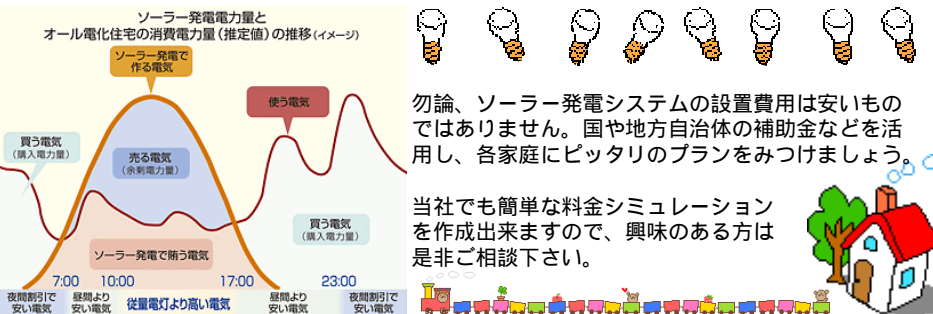 ソーラー発電電力量と
オール電化住宅の消費電力量（推定値）の推移（イメージ）
ソーラー発電で
作る電気
使う電気
買う電気
（購入電力量）
売る電気
（余剰電力量）
買う電気
（購入電力量）
ソーラー発電で賄う電気
7:00 10:00 17:00 23:00
夜間割引で
安い電気
昼間より
安い電気
従量電灯より高い電気
昼間より
安い電気
夜間割引で
安い電気
勿論、ソーラー発電システムの設置費用は安いもの
ではありません。国や地方自治体の補助金などを活
用し、各家庭にピッタリのプランをみつけましょう。
当社でも簡単な料金シミュレーション
を作成出来ますので、興味のある方は
是非ご相談下さい。